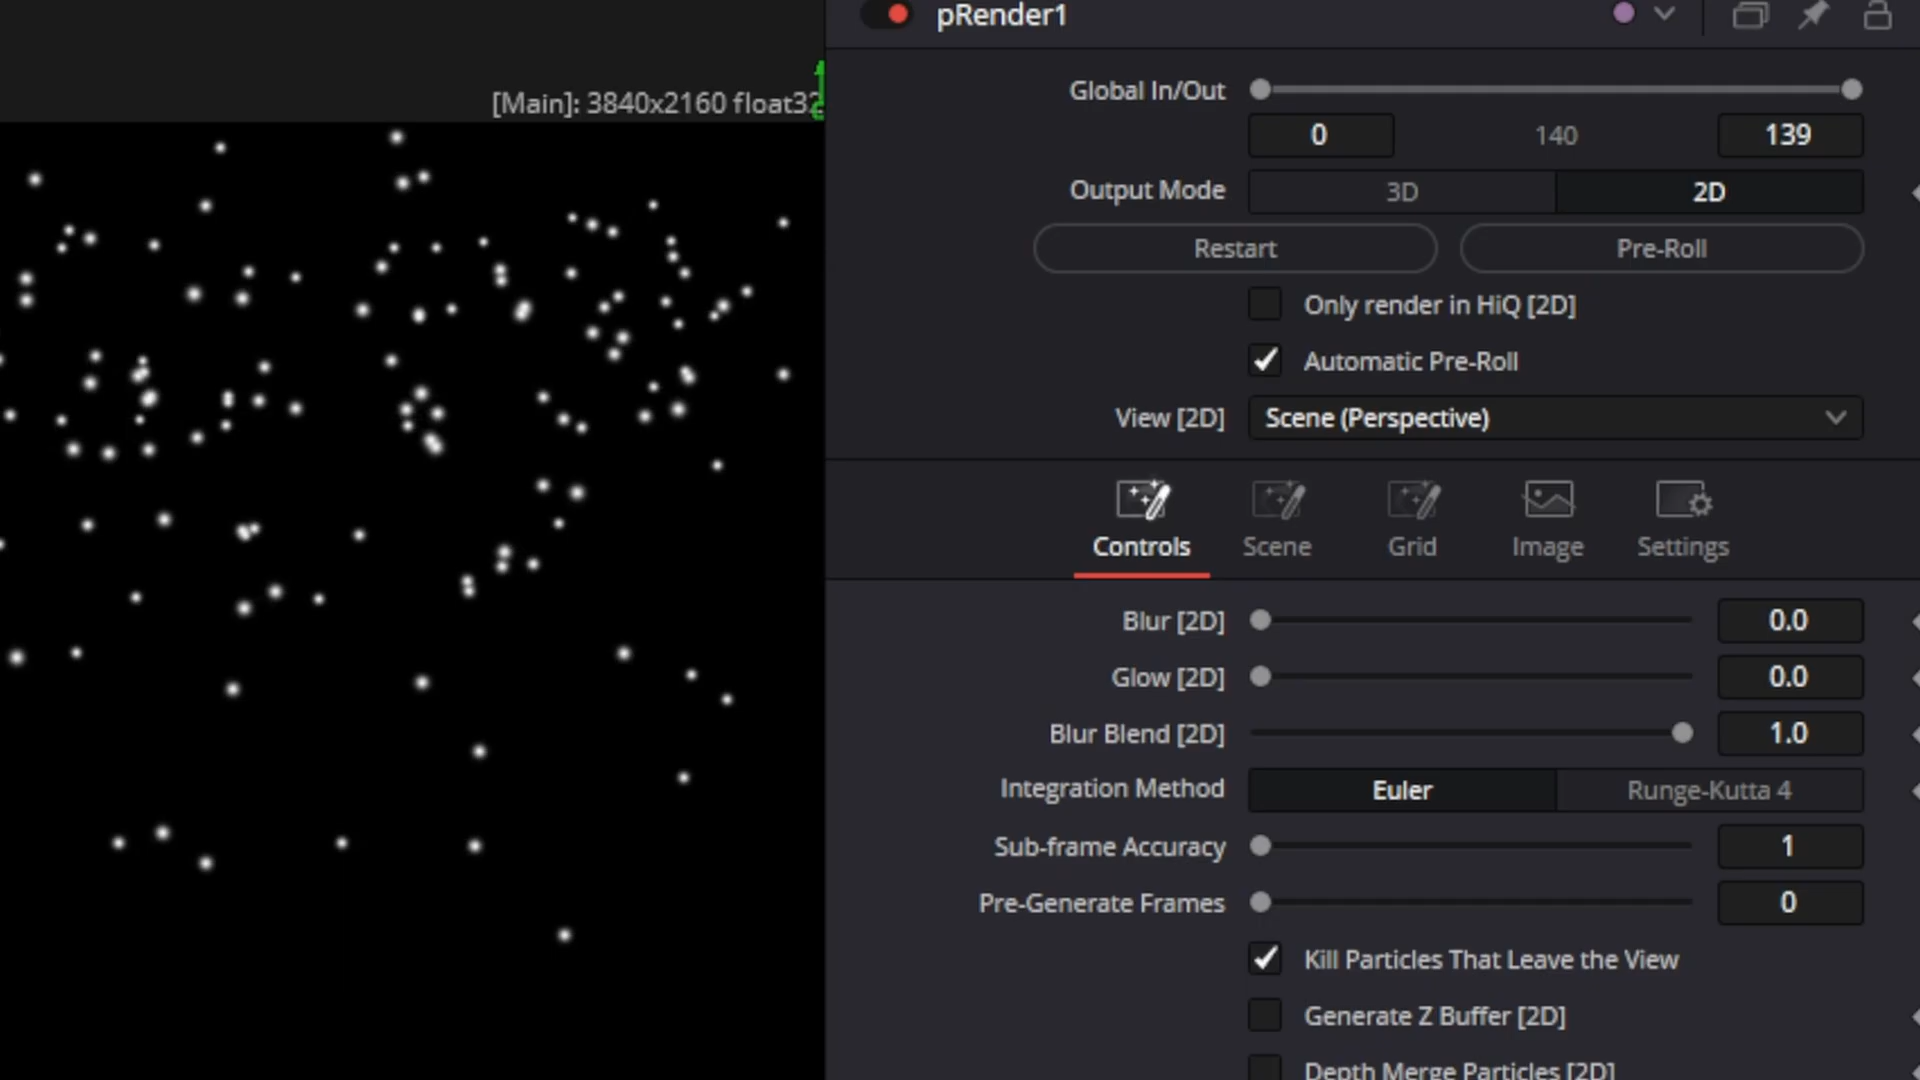 pRender1
[Main]: 3840x2160 float32
Global In/Out
0 140 139
Output Mode 3D 2D
Restart Pre-Roll
Only render in HiQ [2D]
Automatic Pre-Roll
View [2D] Scene (Perspective)
Controls Scene Grid Image Settings
Blur [2D] 0.0
Glow [2D] 0.0
Blur Blend [2D] 1.0
Integration Method Euler Runge-Kutta 4
Sub-frame Accuracy 1
Pre-Generate Frames 0
Kill Particles That Leave the View
Generate Z Buffer [2D]
Depth Merge Particles [2D]